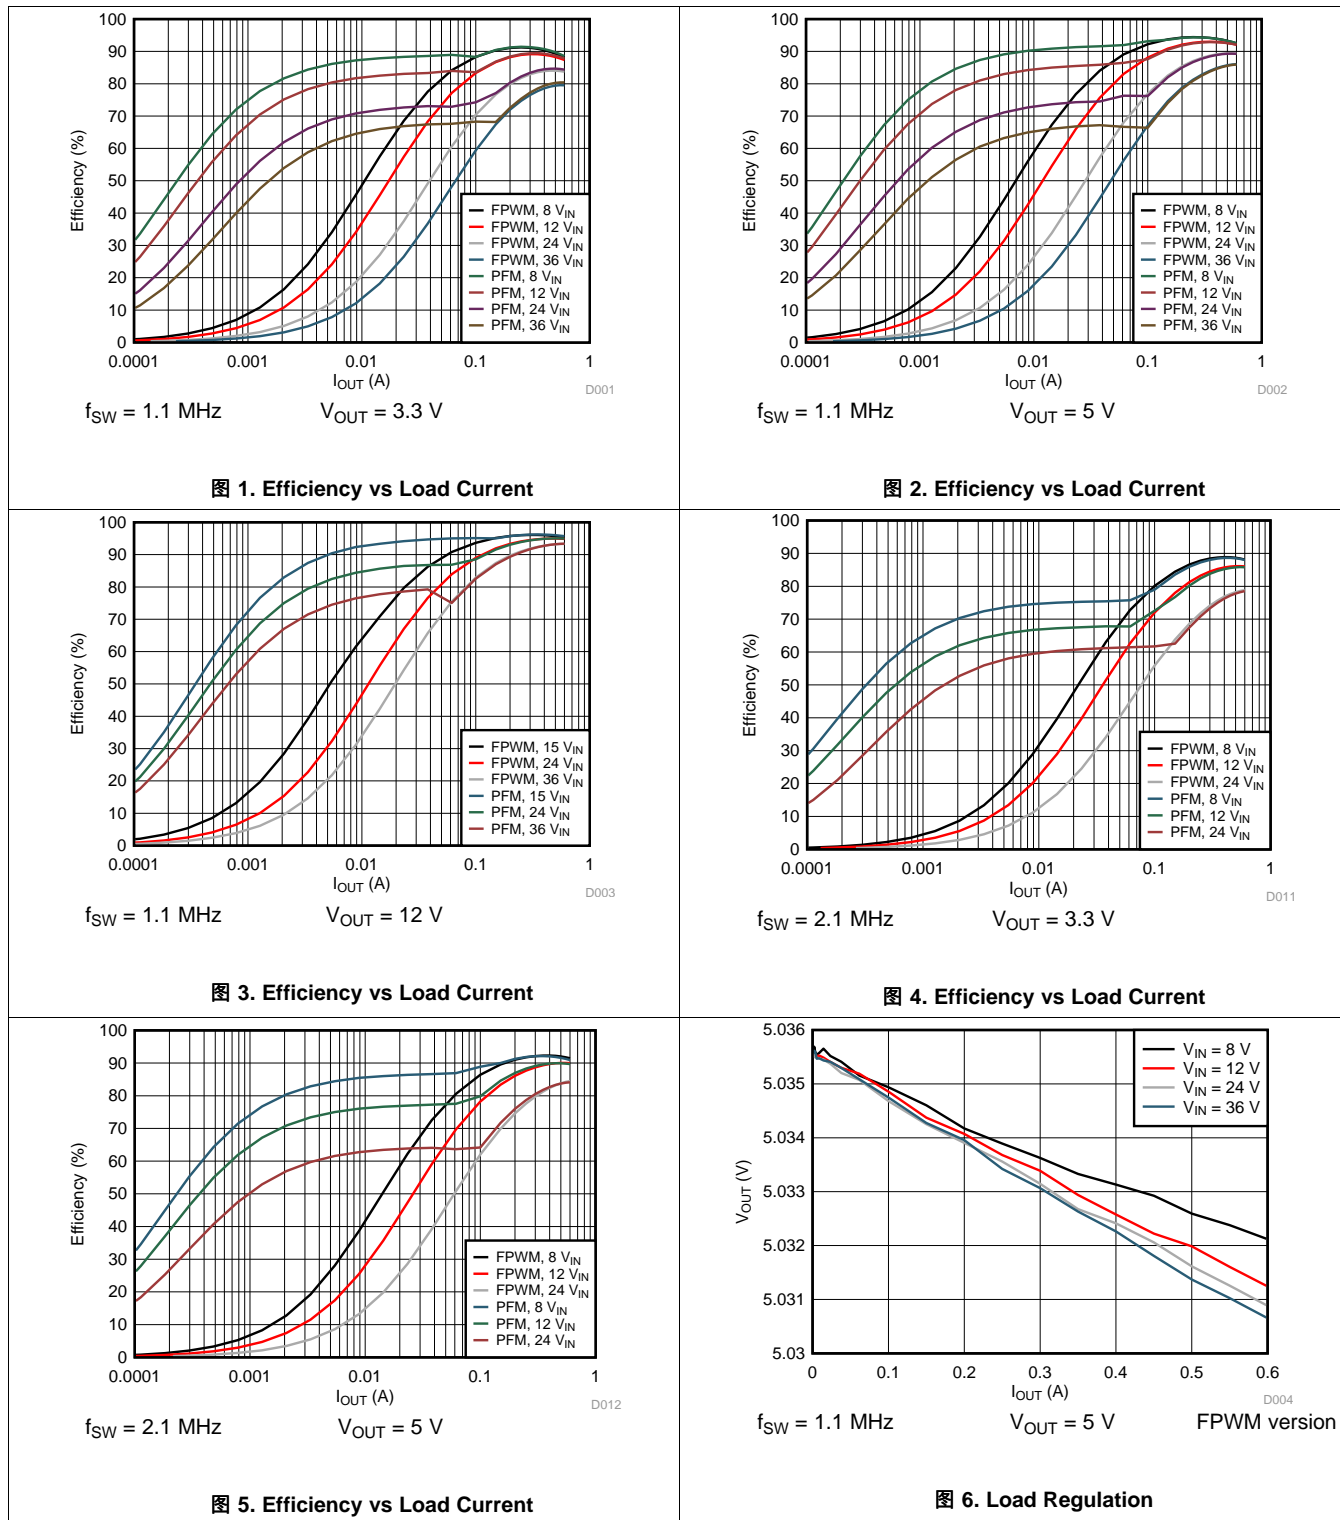 100
90
80
70
60
50
40
30
20
10
0
Efficiency (%)
FPWM, 8 VIN
FPWM, 12 VIN
FPWM, 24 VIN
FPWM, 36 VIN
PFM, 8 VIN
PFM, 12 VIN
PFM, 24 VIN
PFM, 36 VIN
0.0001 0.001 0.01 0.1 1
IOUT (A)
D001
fSW = 1.1 MHz VOUT = 3.3 V
图 1. Efficiency vs Load Current
100
90
80
70
60
50
40
30
20
10
0
Efficiency (%)
FPWM, 8 VIN
FPWM, 12 VIN
FPWM, 24 VIN
FPWM, 36 VIN
PFM, 8 VIN
PFM, 12 VIN
PFM, 24 VIN
PFM, 36 VIN
0.0001 0.001 0.01 0.1 1
IOUT (A)
D002
fSW = 1.1 MHz VOUT = 5 V
图 2. Efficiency vs Load Current
100
90
80
70
60
50
40
30
20
10
0
Efficiency (%)
FPWM, 15 VIN
FPWM, 24 VIN
FPWM, 36 VIN
PFM, 15 VIN
PFM, 24 VIN
PFM, 36 VIN
0.0001 0.001 0.01 0.1 1
IOUT (A)
D003
fSW = 1.1 MHz VOUT = 12 V
图 3. Efficiency vs Load Current
100
90
80
70
60
50
40
30
20
10
0
Efficiency (%)
FPWM, 8 VIN
FPWM, 12 VIN
FPWM, 24 VIN
PFM, 8 VIN
PFM, 12 VIN
PFM, 24 VIN
0.0001 0.001 0.01 0.1 1
IOUT (A)
D011
fSW = 2.1 MHz VOUT = 3.3 V
图 4. Efficiency vs Load Current
100
90
80
70
60
50
40
30
20
10
0
Efficiency (%)
FPWM, 8 VIN
FPWM, 12 VIN
FPWM, 24 VIN
PFM, 8 VIN
PFM, 12 VIN
PFM, 24 VIN
0.0001 0.001 0.01 0.1 1
IOUT (A)
D012
fSW = 2.1 MHz VOUT = 5 V
图 5. Efficiency vs Load Current
5.036
5.035
5.034
5.033
5.032
5.031
5.03
VOUT (V)
VIN = 8 V
VIN = 12 V
VIN = 24 V
VIN = 36 V
0 0.1 0.2 0.3 0.4 0.5 0.6
IOUT (A)
D004
fSW = 1.1 MHz VOUT = 5 V FPWM version
图 6. Load Regulation